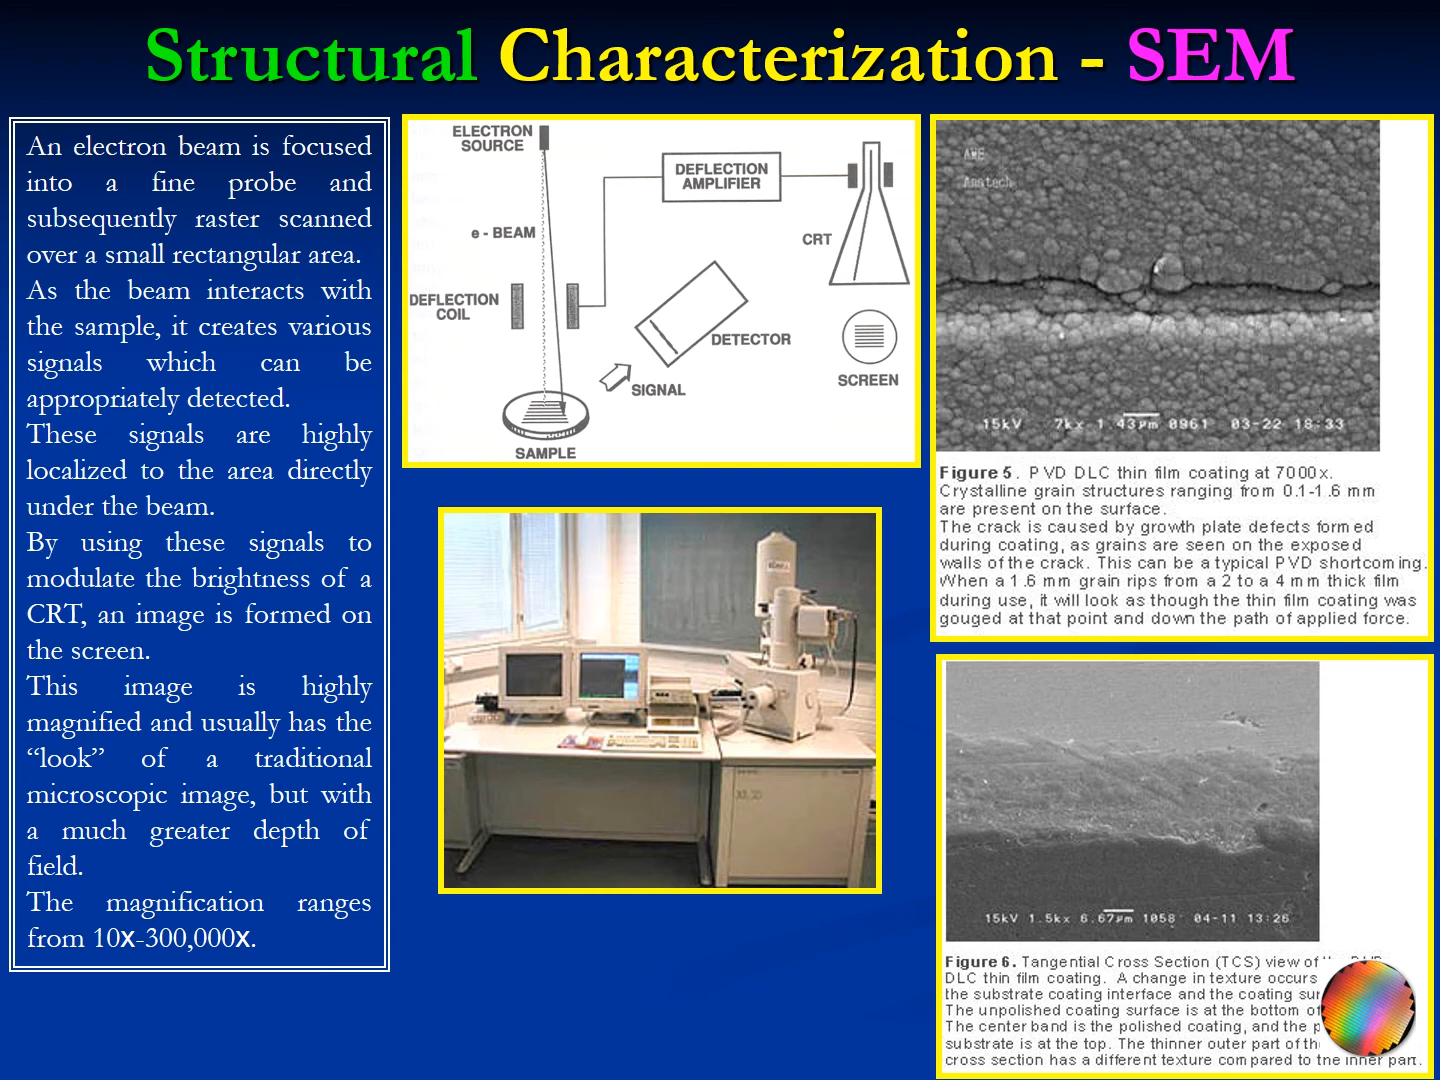 Structural Characterization - SEM
An electron beam is focused
into a fine probe and
subsequently raster scanned
over a small rectangular area.
As the beam interacts with
the sample, it creates various
signals which can be
appropriately detected.
These signals are highly
localized to the area directly
under the beam.
By using these signals to
modulate the brightness of a
CRT, an image is formed on
the screen.
This image is highly
magnified and usually has the
“look” of a traditional
microscopic image, but with
a much greater depth of
field.
The magnification ranges
from 10X-300,000X.
ELECTRON
SOURCE
DEFLECTION
AMPLIFIER
e - BEAM
CRT
DEFLECTION
COIL
DETECTOR
SIGNAL
SCREEN
SAMPLE
15kV 7kx 1.43µm 0961 03-22 18:33
Figure 5. PVD DLC thin film coating at 7000x.
Crystalline grain structures ranging from 0.1-1.6 mm
are present on the surface.
The crack is caused by growth plate defects formed
during coating, as grains are seen on the exposed
walls of the crack. This can be a typical PVD shortcoming.
When a 1.6 mm grain rips from a 2 to a 4 mm thick film
during use, it will look as though the thin film coating was
gouged at that point and down the path of applied force.
15kV 1.5kx 6.67µm 1058 04-11 13:26
Figure 6. Tangential Cross Section (TCS) view of
DLC thin film coating. A change in texture occurs
the substrate coating interface and the coating
The unpolished coating surface is at the bottom
The center band is the polished coating, and the
substrate is at the top. The thinner outer part of
cross section has a different texture compared to the inner part.